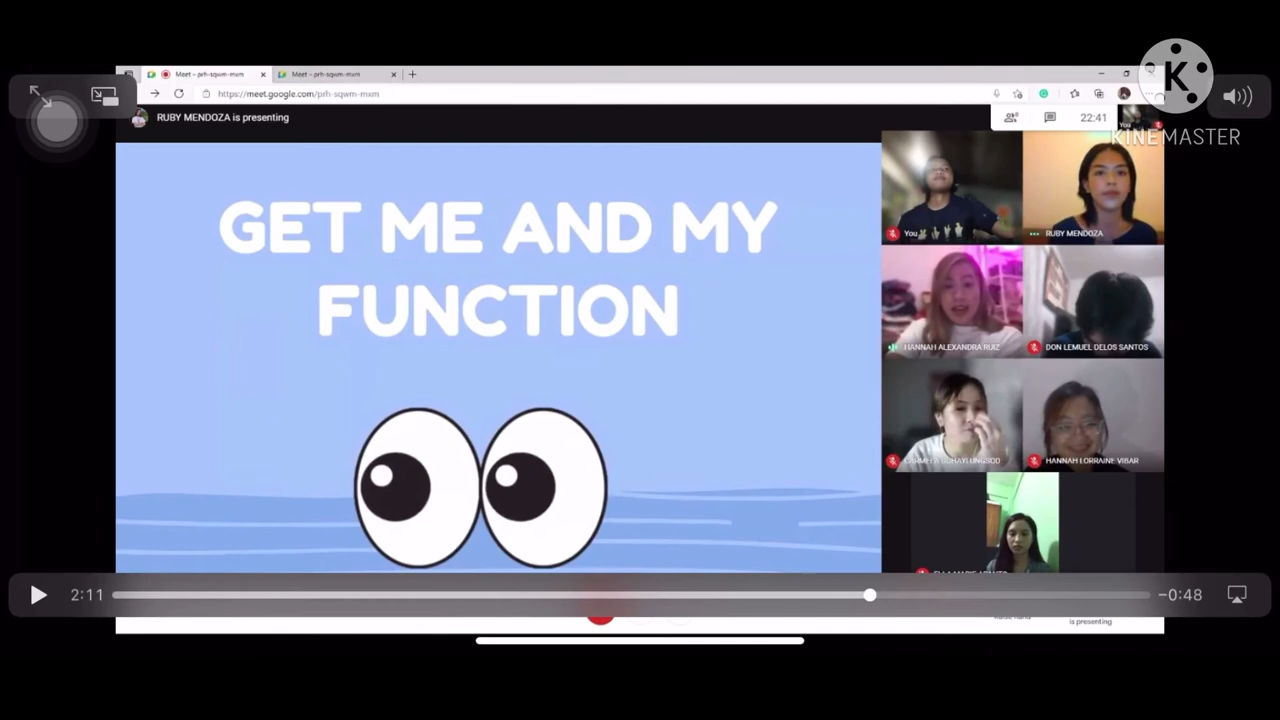 Meet - prh-sqwm-mxm
Meet - prh-sqwm-mxm
https://meet.google.com/prh-sqwm-mxm
K
KINEMASTER
RUBY MENDOZA is presenting
22:41
You
GET ME AND MY
FUNCTION
You
RUBY MENDOZA
HANNAH ALEXANDRA RUIZ
DON LEMUEL DELOS SANTOS
HANNAH LORRAINE VIBAR
2:11
-0:48
is presenting